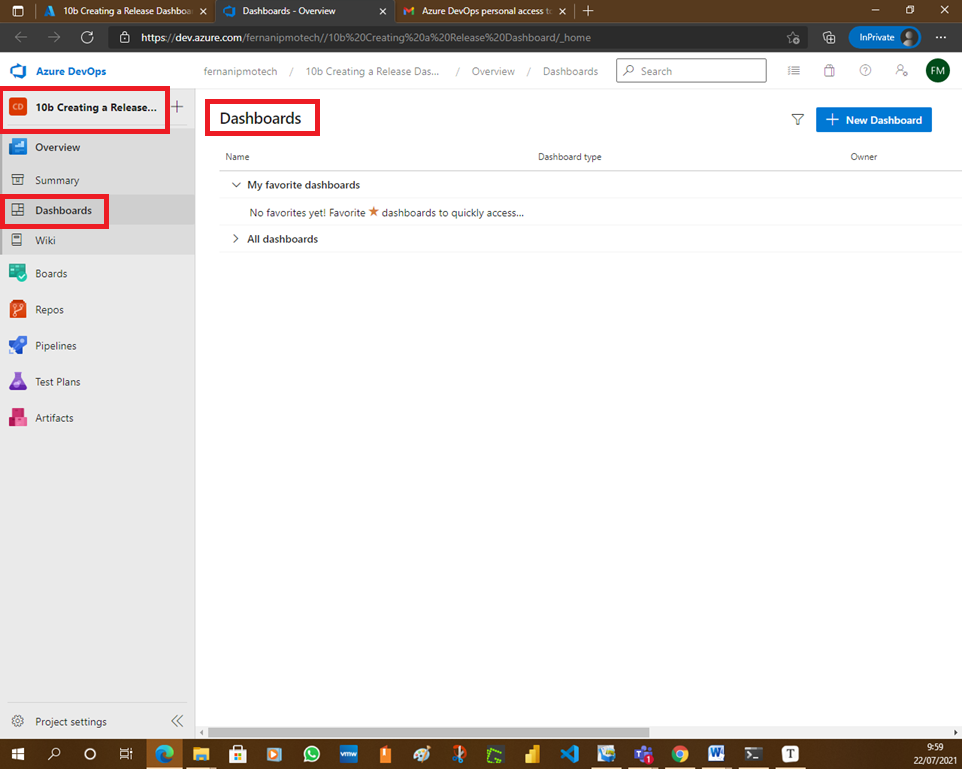 10b Creating a Release Dashboa
Dashboards - Overview
Azure DevOps personal access to
https://dev.azure.com/fernanipmotech//10b%20Creating%20a%20Release%20Dashboard/_home
InPrivate
Azure DevOps
fernanipmotech / 10b Creating a Release Das... / Overview / Dashboards
Search
FM
CD 10b Creating a Release...
Dashboards
New Dashboard
Overview
Summary
Dashboards
Wiki
Boards
Repos
Pipelines
Test Plans
Artifacts
Project settings
Name Dashboard type Owner
My favorite dashboards
No favorites yet! Favorite ★ dashboards to quickly access...
All dashboards
vmw
9:59
22/07/2021